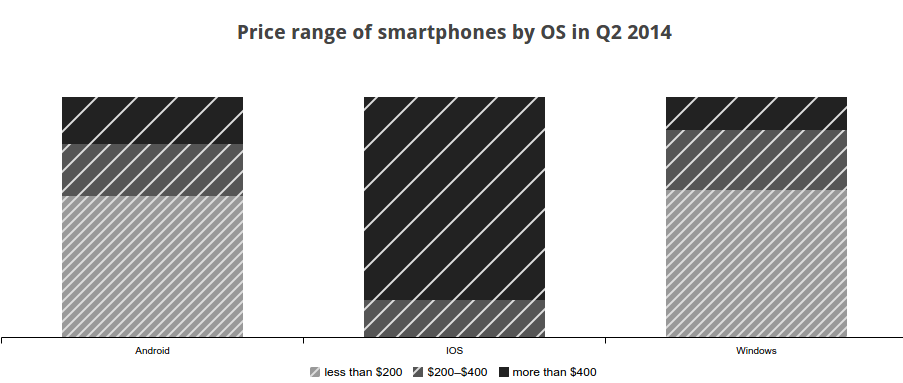 Price range of smartphones by OS in Q2 2014
Android IOS Windows
less than $200 $200–$400 more than $400